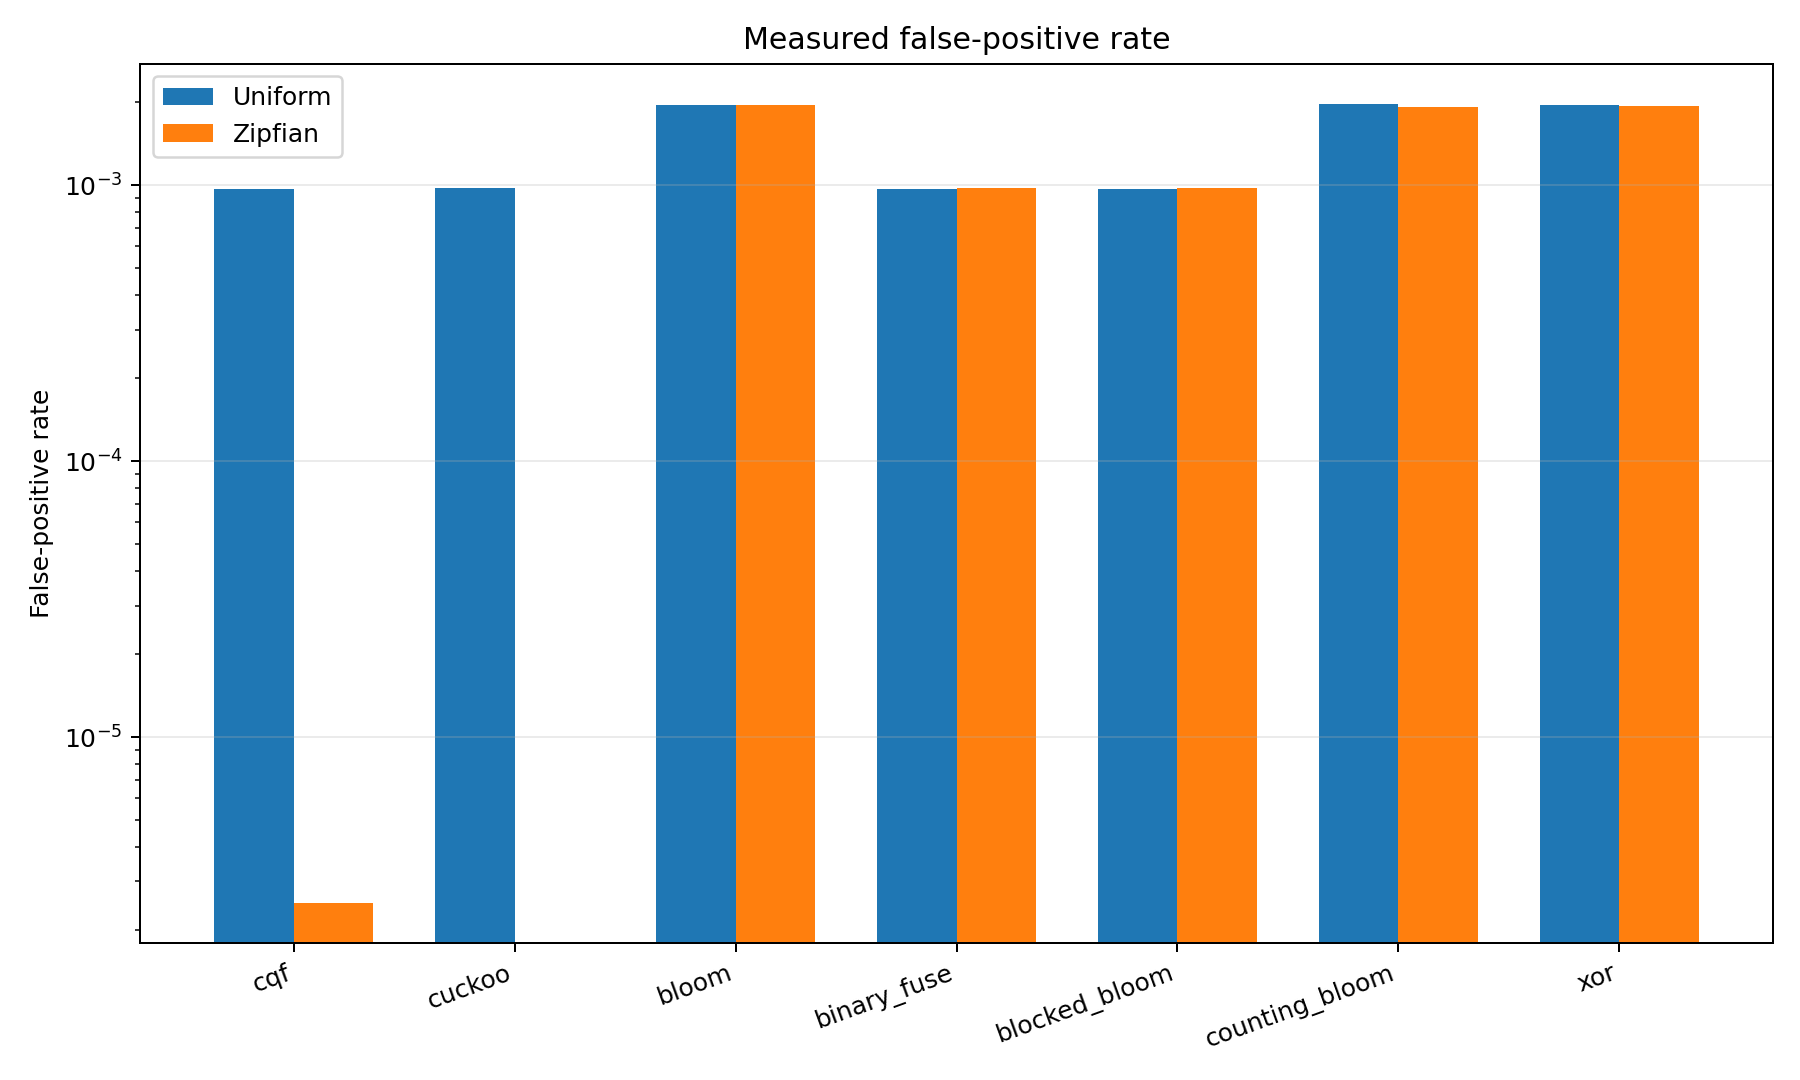 Measured false-positive rate
Uniform
Zipfian
10⁻³
10⁻⁴
10⁻⁵
False-positive rate
cqf
cuckoo
bloom
binary_fuse
blocked_bloom
counting_bloom
xor